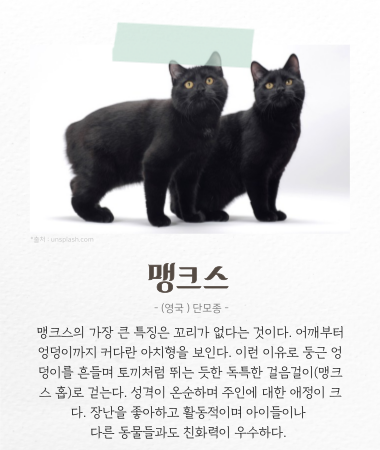 *출처 : unsplash.com
맹크스
- (영국 ) 단모종 -
맹크스의 가장 큰 특징은 꼬리가 없다는 것이다. 어깨부터
엉덩이까지 커다란 아치형을 보인다. 이런 이유로 둥근 엉
덩이를 흔들며 토끼처럼 뛰는 듯한 독특한 걸음걸이(맹크
스 홉)로 걷는다. 성격이 온순하며 주인에 대한 애정이 크
다. 장난을 좋아하고 활동적이며 아이들이나
다른 동물들과도 친화력이 우수하다.